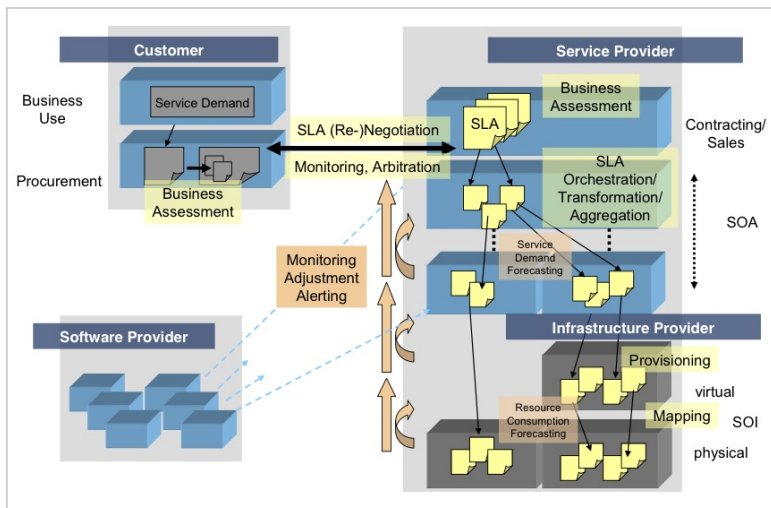 Customer
Service Provider
Business
Use
Service Demand
Business
Assessment
SLA
SLA (Re-)Negotiation
Contracting/
Sales
Procurement
Monitoring, Arbitration
Business
Assessment
SLA
Orchestration/
Transformation/
Aggregation
SOA
Monitoring
Adjustment
Alerting
Service
Demand
Forecasting
Software Provider
Infrastructure Provider
Provisioning
virtual
Mapping
SOI
Resource
Consumption
Forecasting
physical